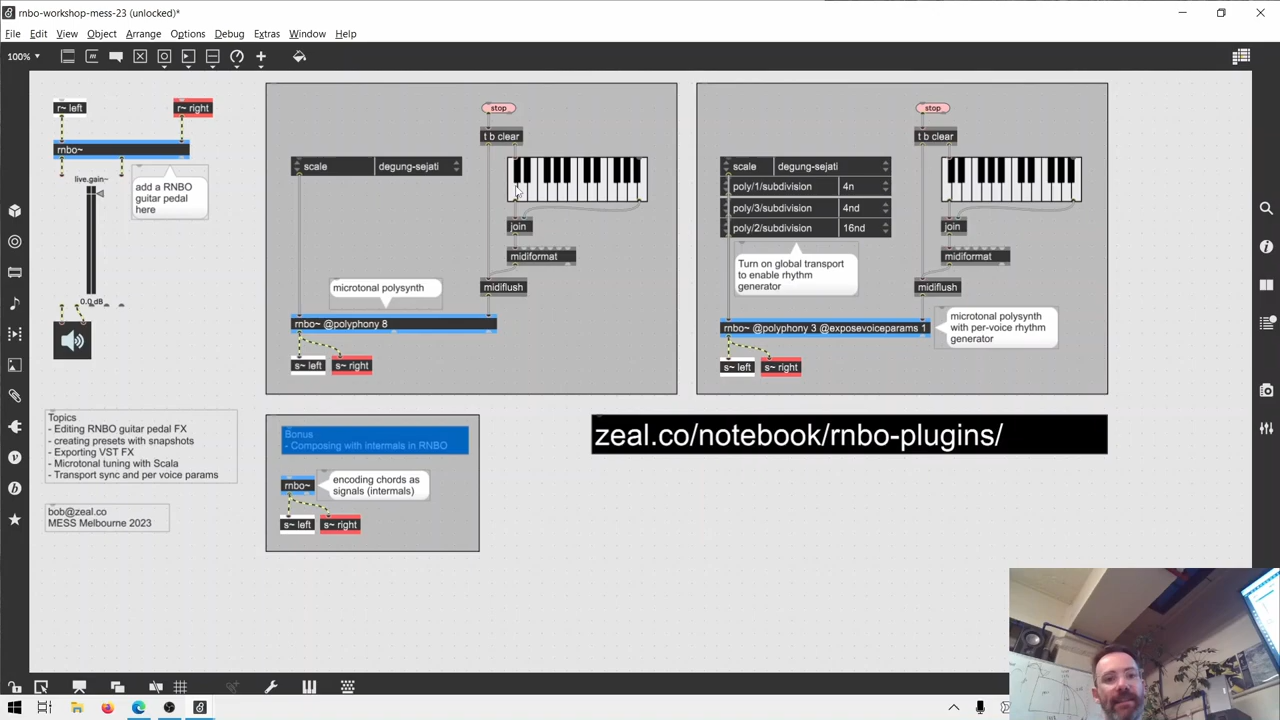 rnbo-workshop-mess-23 (unlocked)*
File Edit View Object Arrange Options Debug Extras Window Help
100%
r~ left
r~ right
rnbo~
live.gain~
add a RNBO
guitar pedal
here
0.0 dB
stop
t b clear
scale degung-sejati
join
midiformat
microtonal polysynth
midiflush
rnbo~ @polyphony 8
s~ left s~ right
stop
t b clear
scale degung-sejati
poly/1/subdivision 4n
poly/3/subdivision 4nd
poly/2/subdivision 16nd
join
Turn on global transport
to enable rhythm
generator
midiformat
midiflush
microtonal polysynth
with per-voice rhythm
generator
rnbo~ @polyphony 3 @exposevoiceparams 1
s~ left s~ right
Topics
- Editing RNBO guitar pedal FX
- creating presets with snapshots
- Exporting VST FX
- Microtonal tuning with Scala
- Transport sync and per voice params
bob@zeal.co
MESS Melbourne 2023
Bonus
- Composing with intermals in RNBO
rnbo~
encoding chords as
signals (intermals)
s~ left s~ right
zeal.co/notebook/rnbo-plugins/